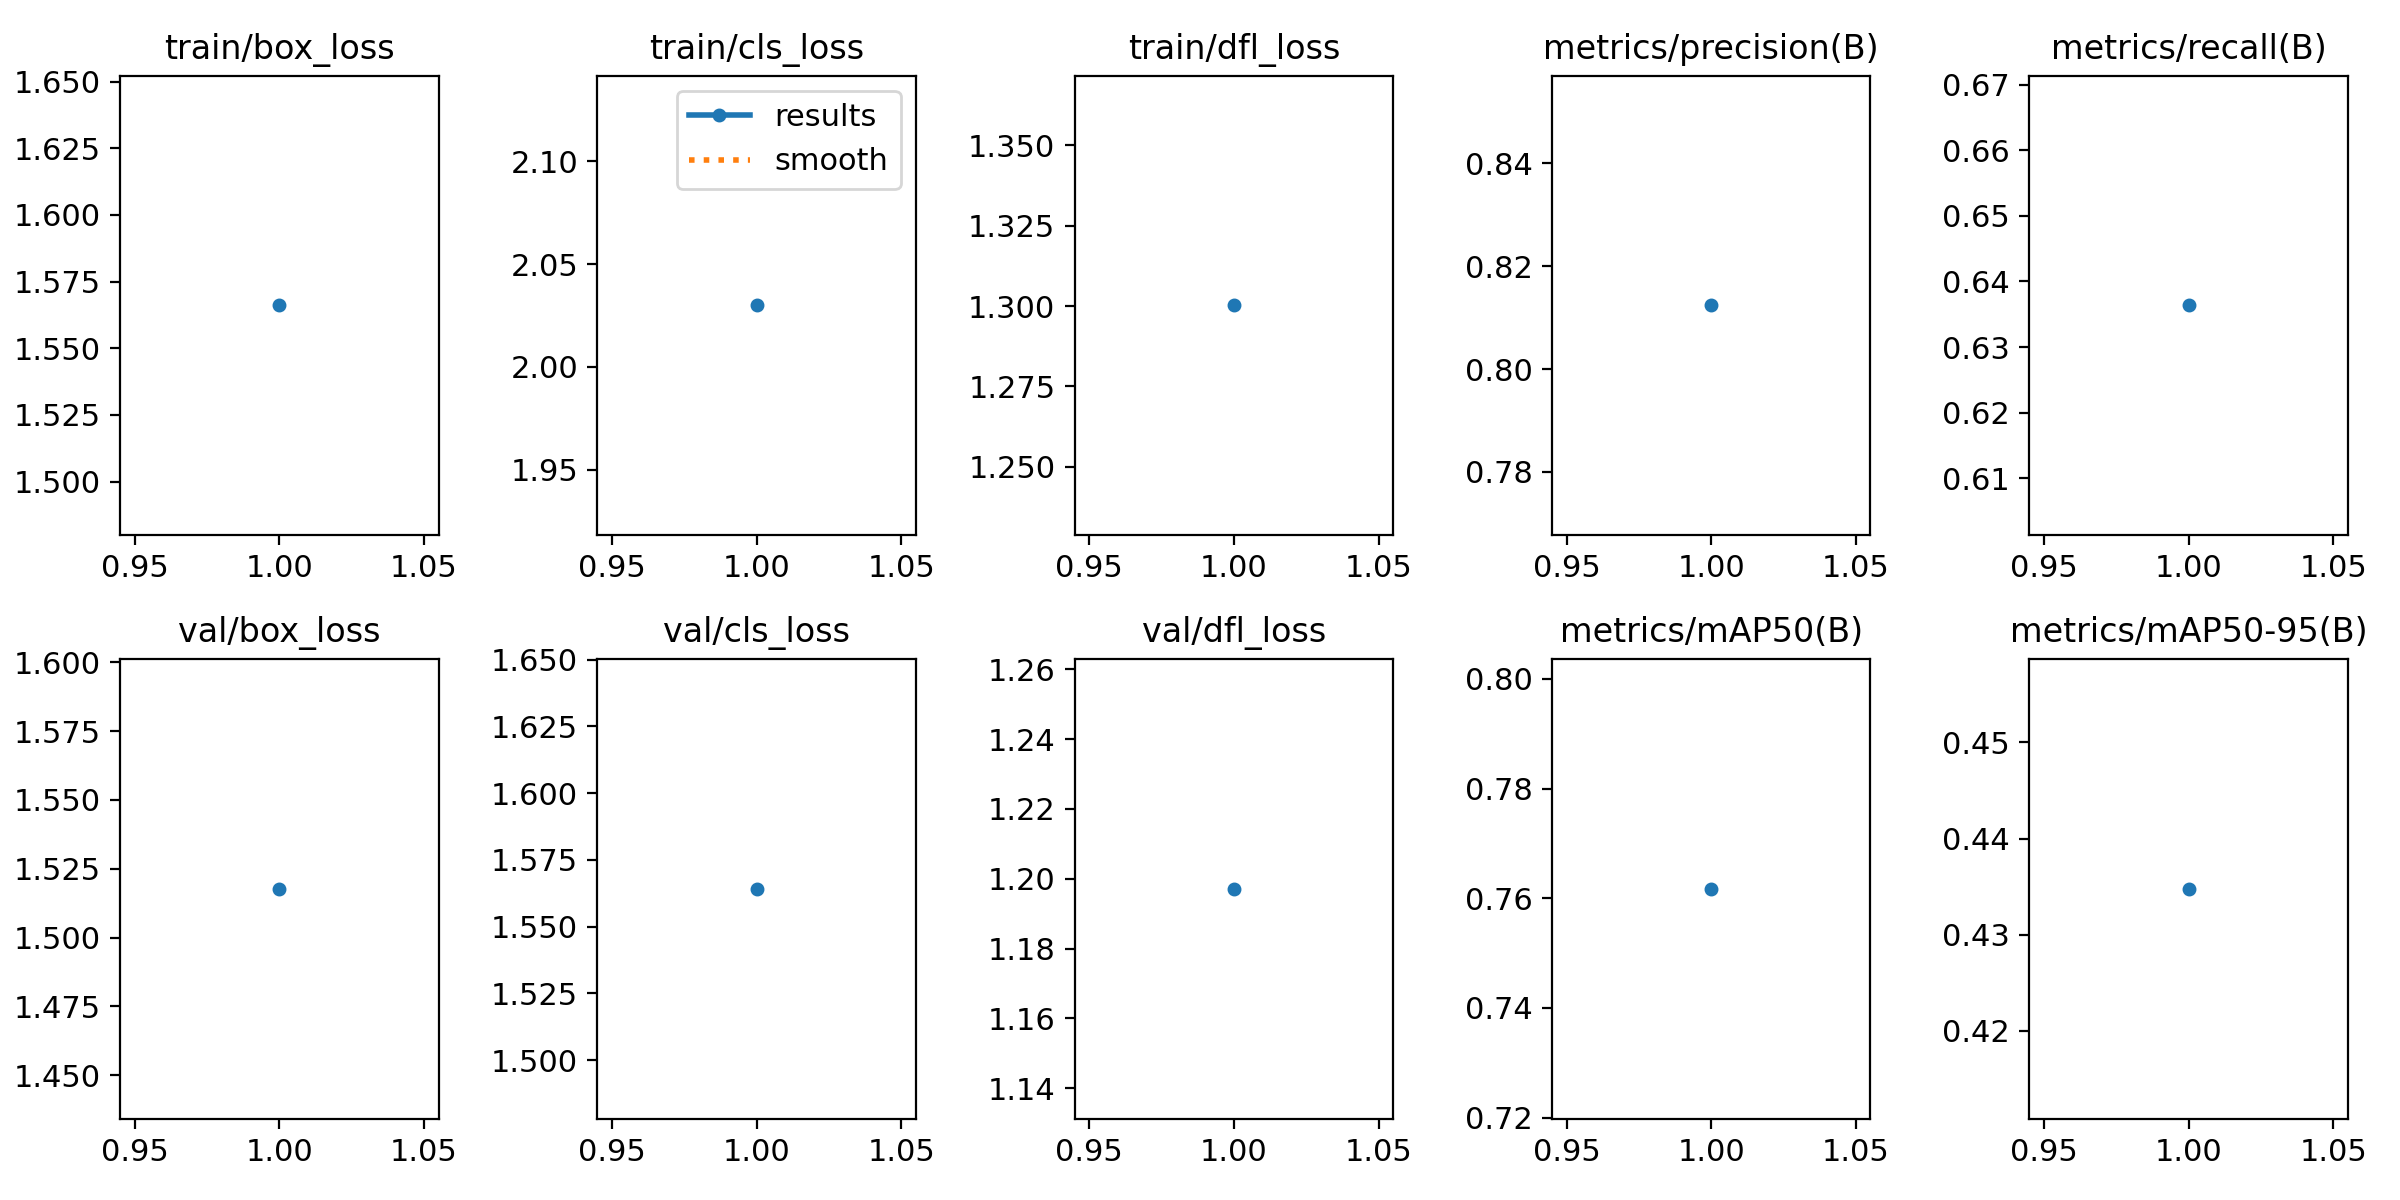 train/box_loss
1.650
1.625
1.600
1.575
1.550
1.525
1.500
0.95 1.00 1.05
train/cls_loss
results
smooth
2.10
2.05
2.00
1.95
0.95 1.00 1.05
train/dfl_loss
1.350
1.325
1.300
1.275
1.250
0.95 1.00 1.05
metrics/precision(B)
0.84
0.82
0.80
0.78
0.95 1.00 1.05
metrics/recall(B)
0.67
0.66
0.65
0.64
0.63
0.62
0.61
0.95 1.00 1.05
val/box_loss
1.600
1.575
1.550
1.525
1.500
1.475
1.450
0.95 1.00 1.05
val/cls_loss
1.650
1.625
1.600
1.575
1.550
1.525
1.500
0.95 1.00 1.05
val/dfl_loss
1.26
1.24
1.22
1.20
1.18
1.16
1.14
0.95 1.00 1.05
metrics/mAP50(B)
0.80
0.78
0.76
0.74
0.72
0.95 1.00 1.05
metrics/mAP50-95(B)
0.45
0.44
0.43
0.42
0.95 1.00 1.05